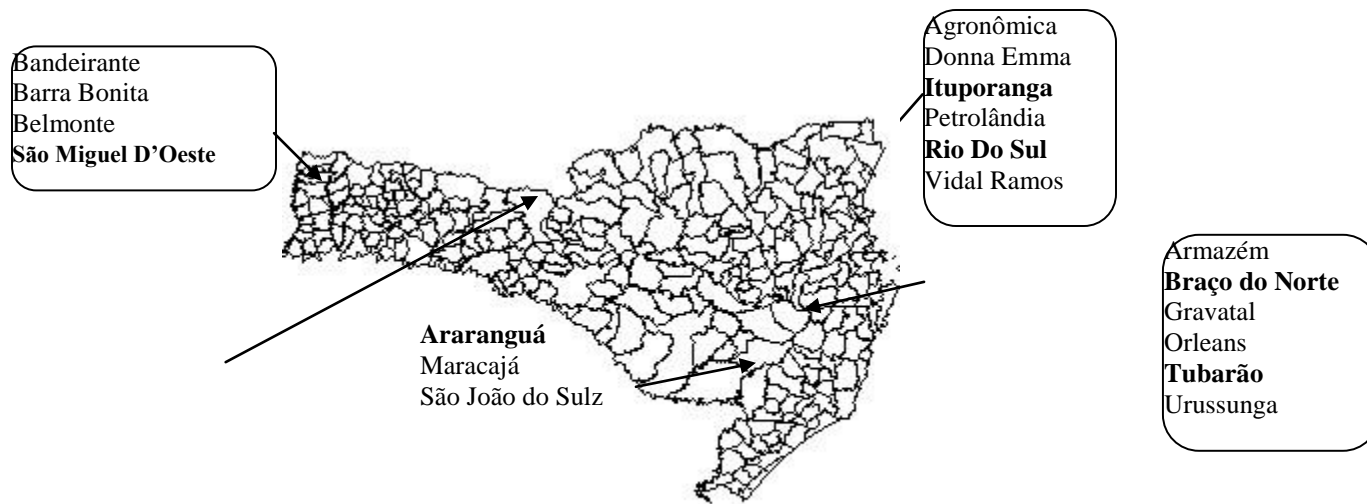 Bandeirante
Barra Bonita
Belmonte
São Miguel D’Oeste
Agronômica
Donna Emma
Ituporanga
Petrolândia
Rio Do Sul
Vidal Ramos
Araranguá
Maracajá
São João do Sulz
Armazém
Braço do Norte
Gravatal
Orleans
Tubarão
Urussunga